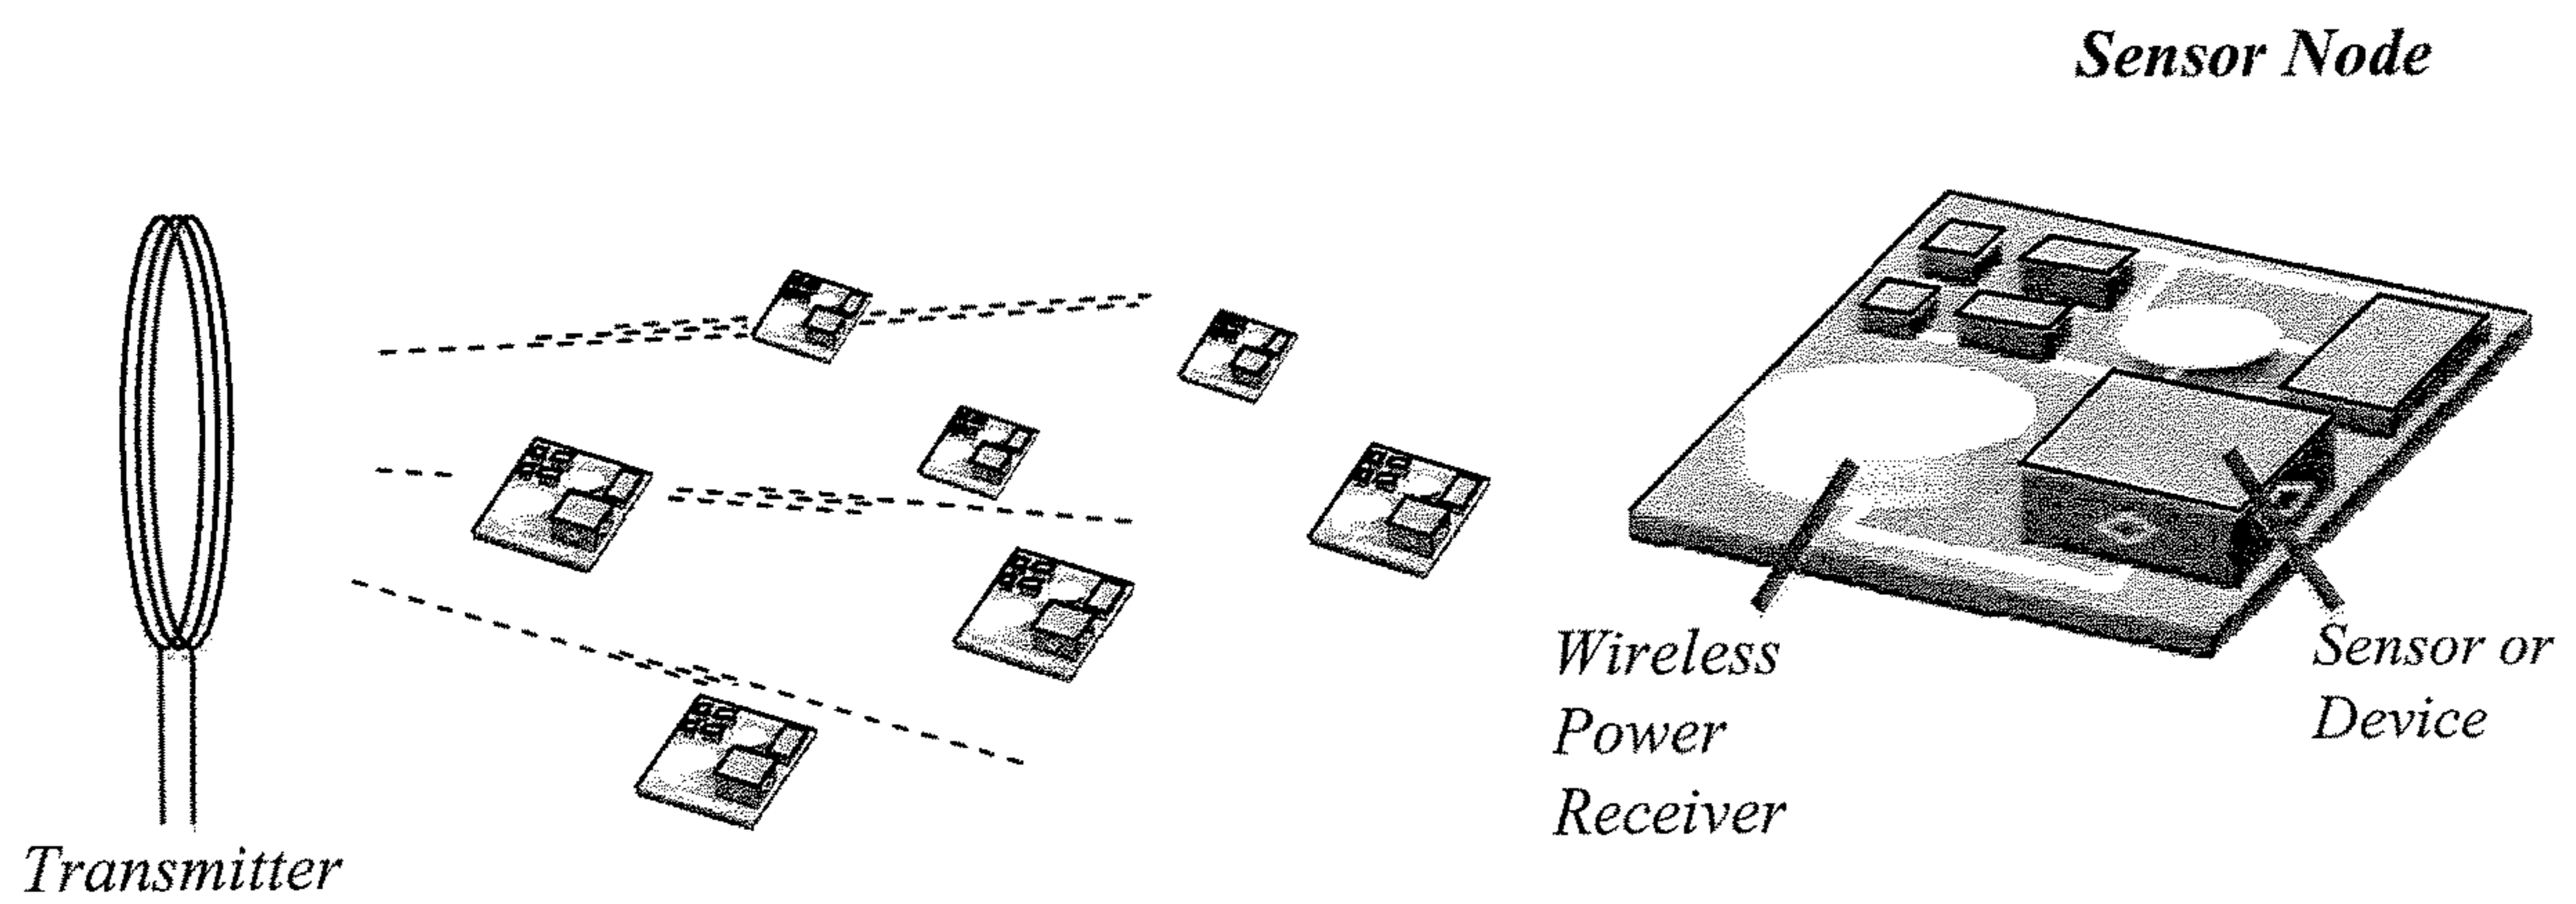 Sensor Node
Wireless
Power
Receiver
Sensor or
Device
Transmitter